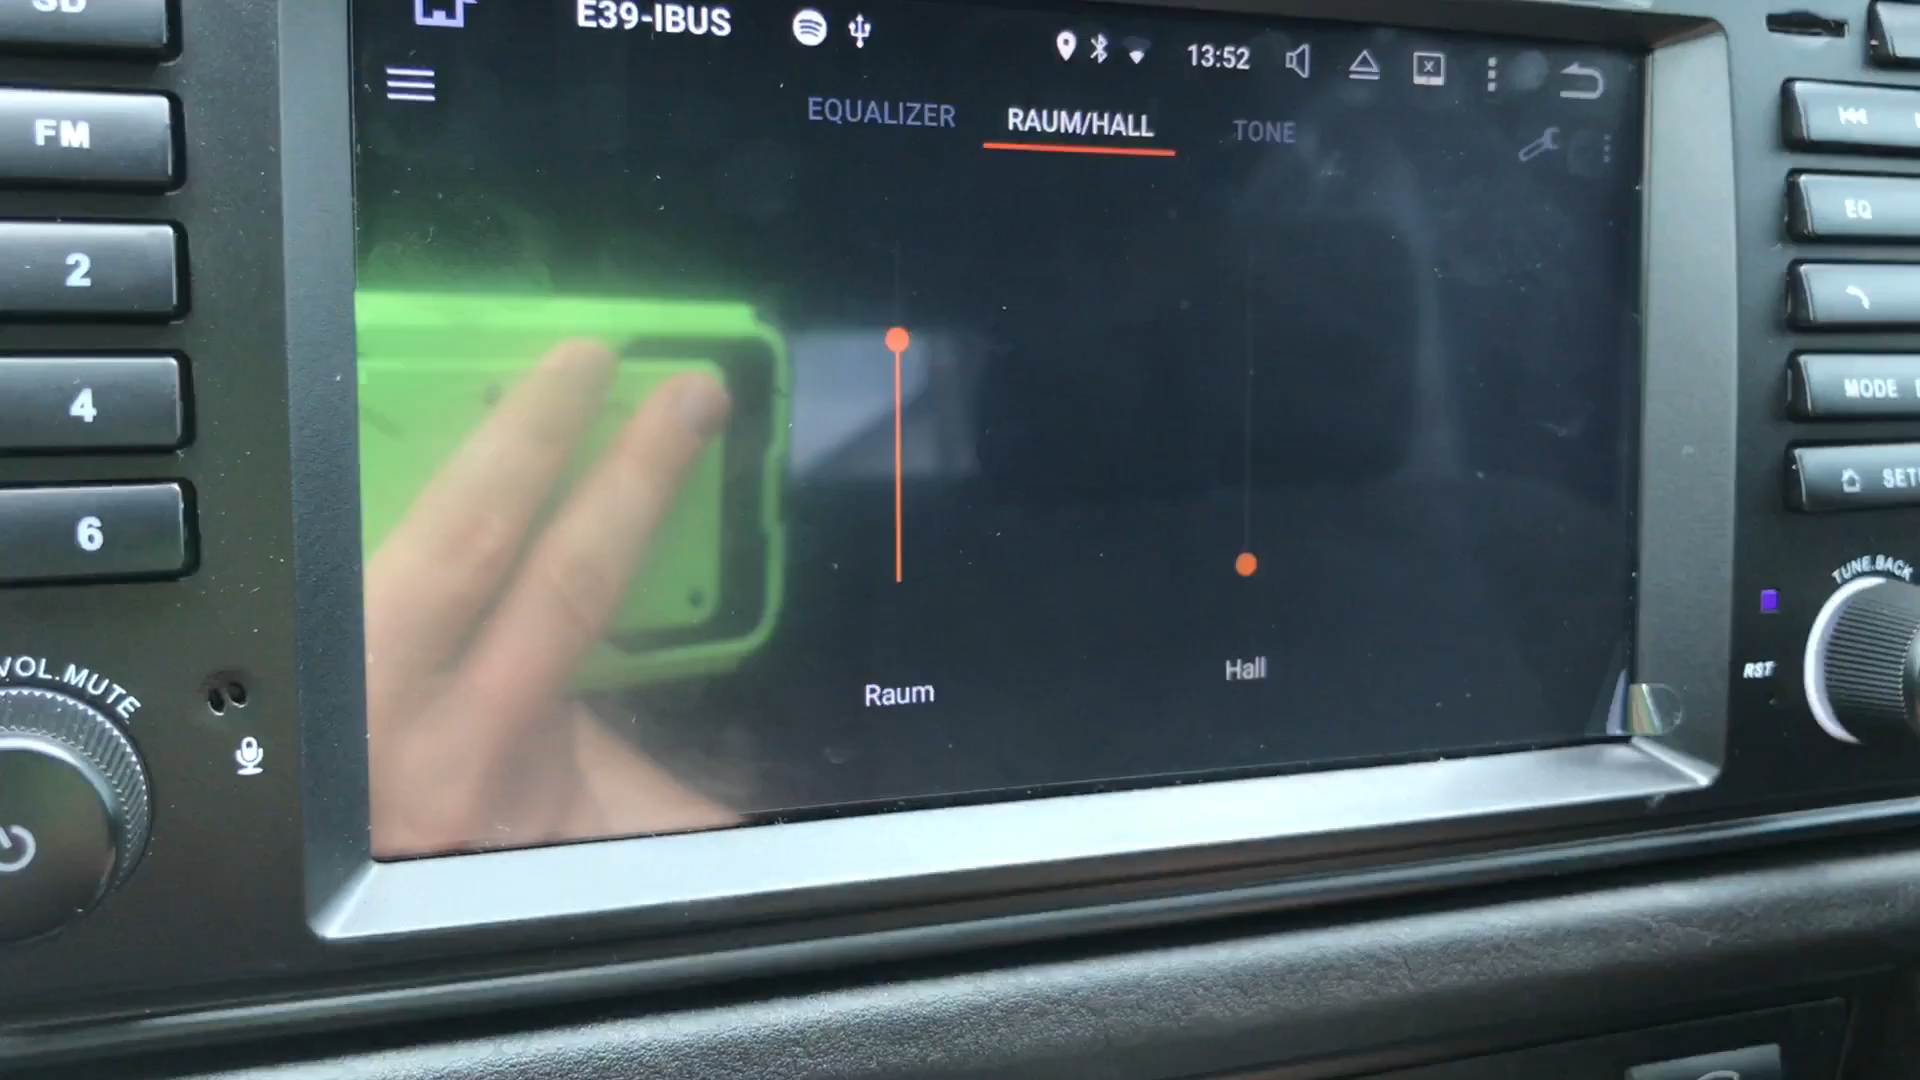 SD
E39-IBUS
13:52
EQUALIZER
RAUM/HALL
TONE
FM
2
4
6
Raum
Hall
VOL.MUTE
EQ
MODE
TUNE.BACK
RST